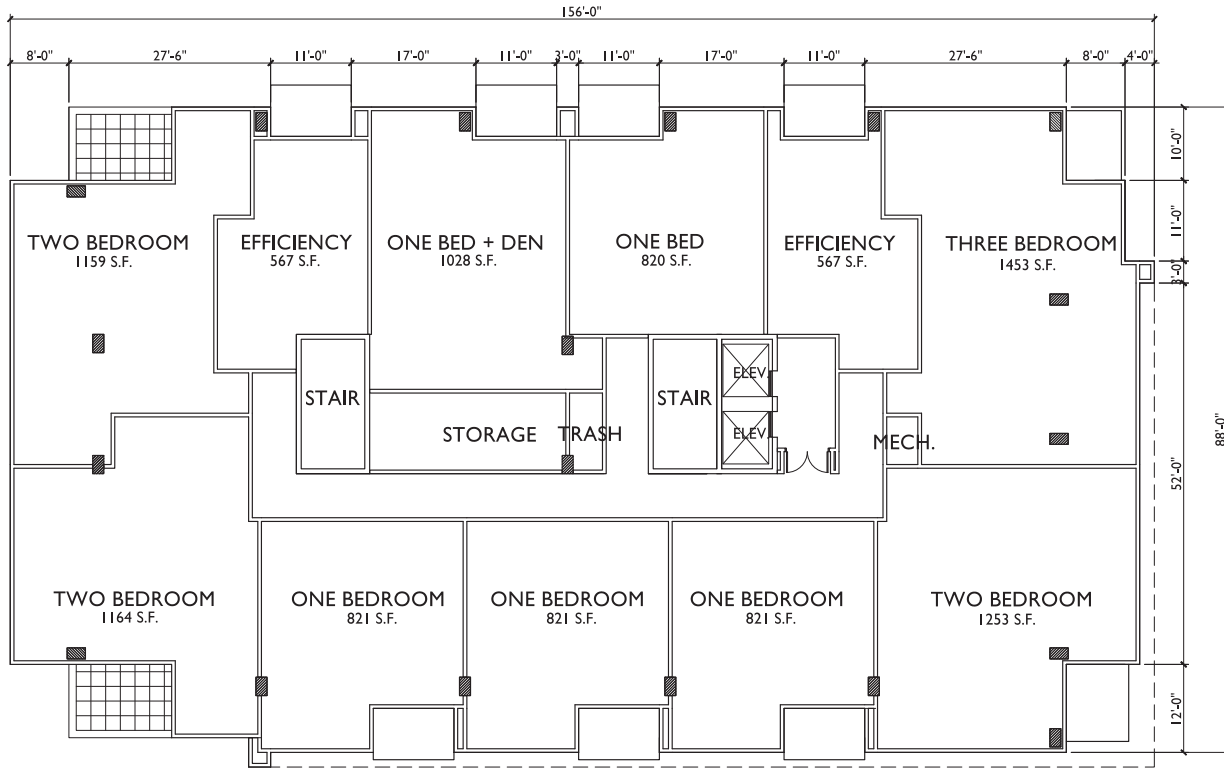 156'-0"
8'-0" 27'-6" 11'-0" 17'-0" 11'-0" 3'-0" 11'-0" 17'-0" 11'-0" 27'-6" 8'-0" 4'-0"
10'-0"
11'-0"
3'-0"
52'-0"
12'-0"
88'-0"
TWO BEDROOM
1159 S.F.
EFFICIENCY
567 S.F.
ONE BED + DEN
1028 S.F.
ONE BED
820 S.F.
EFFICIENCY
567 S.F.
THREE BEDROOM
1453 S.F.
STAIR
STORAGE
TRASH
STAIR
ELEV.
ELEV.
MECH.
TWO BEDROOM
1164 S.F.
ONE BEDROOM
821 S.F.
ONE BEDROOM
821 S.F.
ONE BEDROOM
821 S.F.
TWO BEDROOM
1253 S.F.